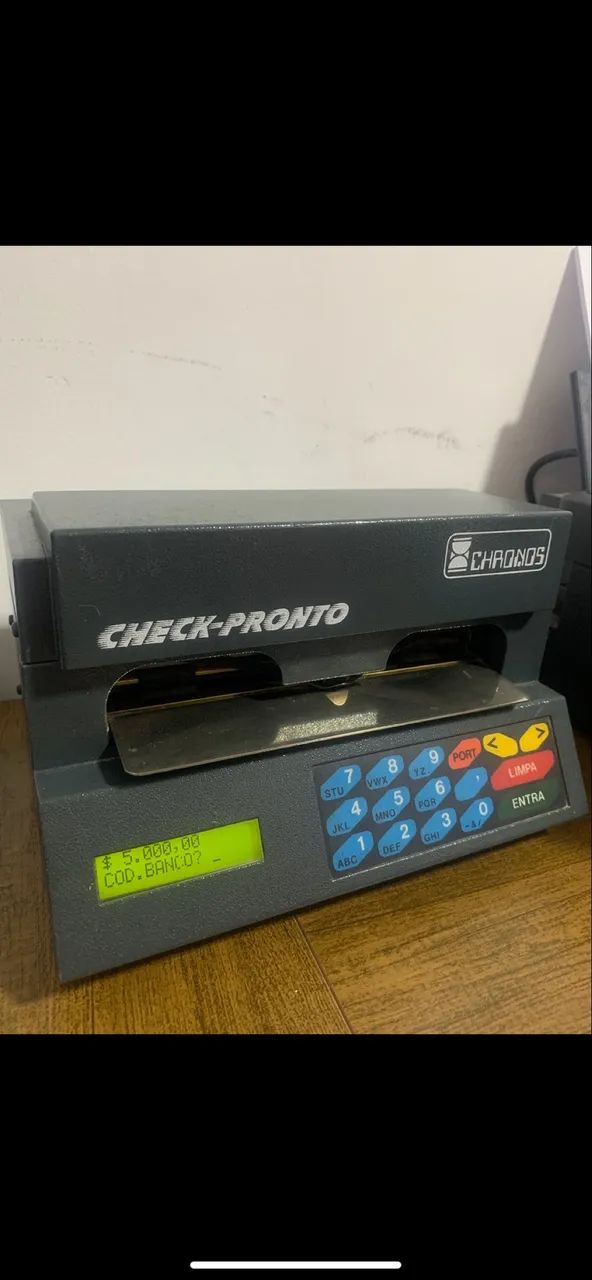 CHRONOS
CHECK-PRONTO
$ 5.000,00
COD.BANCO? _
7 STU
8 VWX
9 YZ.
PORT
<
>
4 JKL
5 MNO
6 PQR
,
LIMPA
1 ABC
2 DEF
3 GHI
0 -&/
ENTRA